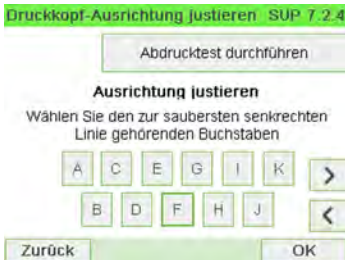 Druckkopf-Ausrichtung justieren SUP 7.2.4
Abdrucktest durchführen
Ausrichtung justieren
Wählen Sie den zur saubersten senkrechten
Linie gehörenden Buchstaben
A C E G I K >
B D F H J <
Zurück OK